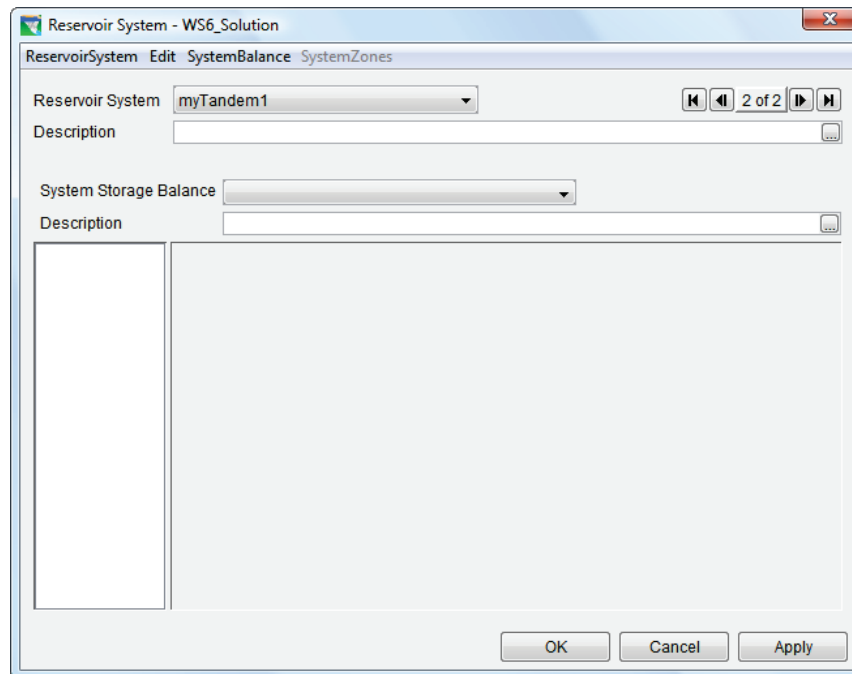 Reservoir System - WS6_Solution
ReservoirSystem Edit SystemBalance SystemZones
Reservoir System myTandem1 2 of 2
Description ...
System Storage Balance
Description ...
OK Cancel Apply